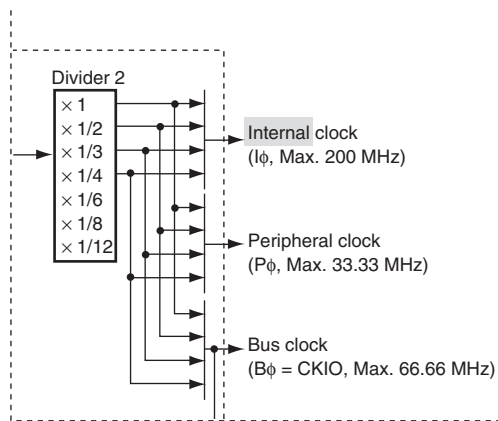 Divider 2
× 1
× 1/2
× 1/3
× 1/4
× 1/6
× 1/8
× 1/12
Internal clock
(Iϕ, Max. 200 MHz)
Peripheral clock
(Pϕ, Max. 33.33 MHz)
Bus clock
(Bϕ = CKIO, Max. 66.66 MHz)